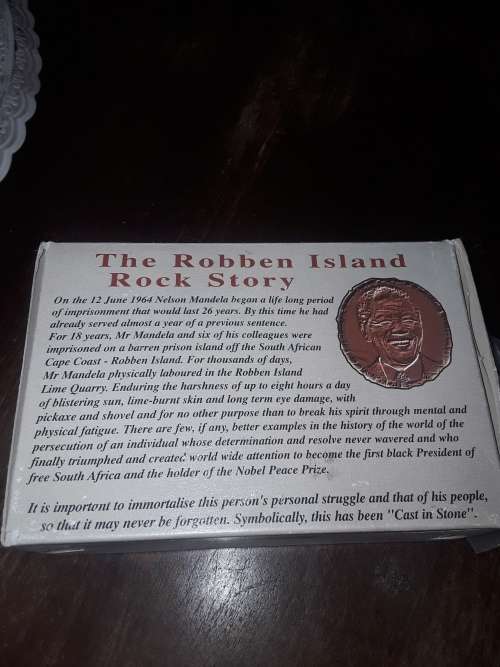 The Robben Island
Rock Story
On the 12 June 1964 Nelson Mandela began a life long period
of imprisonment that would last 26 years. By this time he had
already served almost a year of a previous sentence.
For 18 years, Mr Mandela and six of his colleagues were
imprisoned on a barren prison island off the South African
Cape Coast - Robben Island. For thousands of days,
Mr Mandela physically laboured in the Robben Island
Lime Quarry. Enduring the harshness of up to eight hours a day
of blistering sun, lime-burnt skin and long term eye damage, with
pickaxe and shovel and for no other purpose than to break his spirit through mental and
physical fatigue. There are few, if any, better examples in the history of the world of the
persecution of an individual whose determination and resolve never wavered and who
finally triumphed and created world wide attention to become the first black President of
free South Africa and the holder of the Nobel Peace Prize.
It is important to immortalise this person's personal struggle and that of his people,
so that it may never be forgotten. Symbolically, this has been "Cast in Stone".